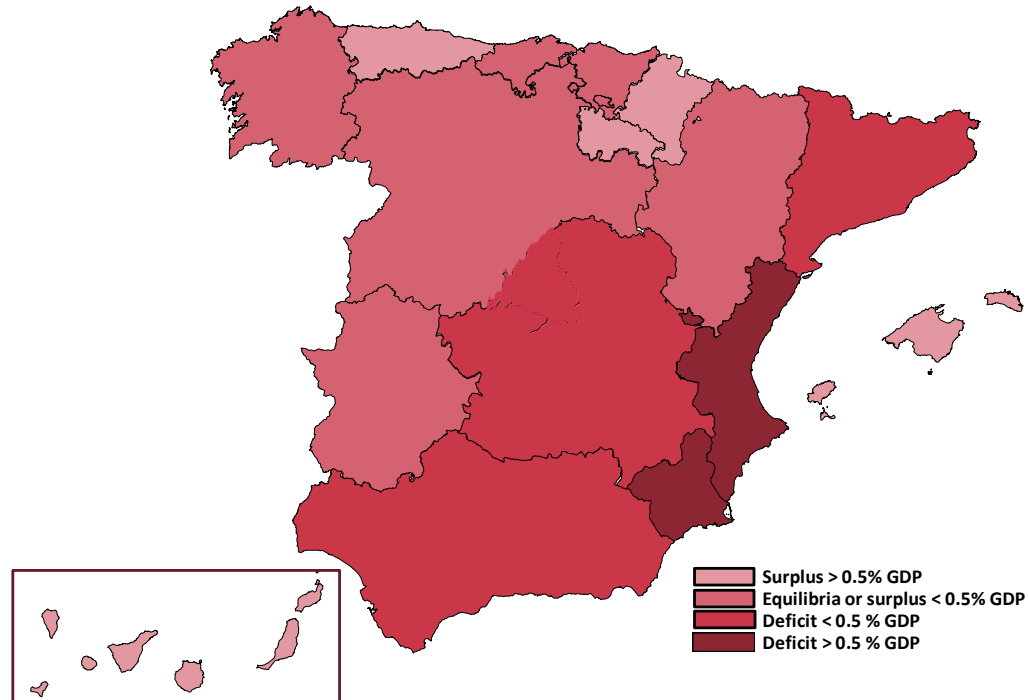 Surplus > 0.5% GDP
Equilibria or surplus < 0.5% GDP
Deficit < 0.5 % GDP
Deficit > 0.5 % GDP